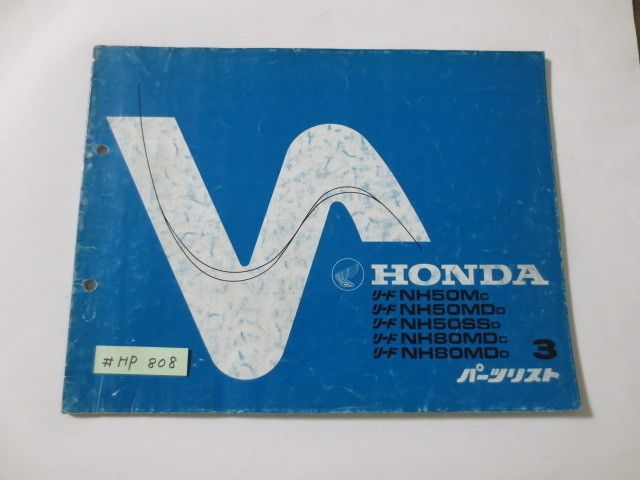 HONDA
リード NH50MC
リード NH50MDD
リード NH50SSD
リード NH80MDC
リード NH80MDD
3
パーツリスト
#HP 808